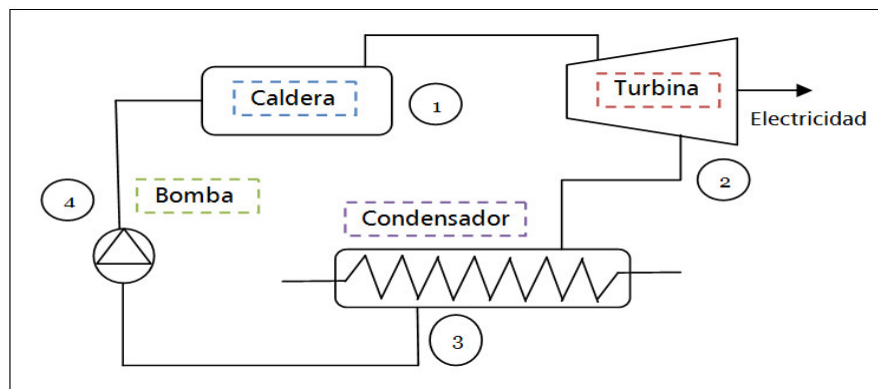 Caldera
1
Turbina
Electricidad
2
4
Bomba
Condensador
3